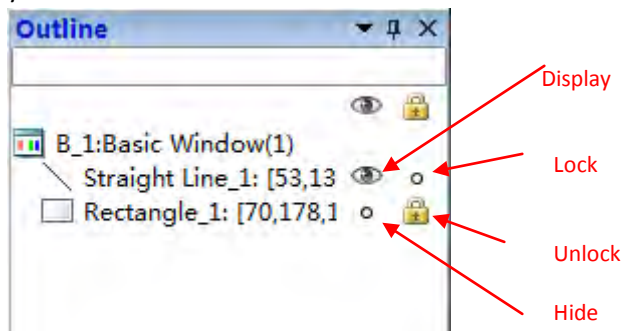 Outline
Display
B_1:Basic Window(1)
Straight Line_1: [53,13
Lock
Rectangle_1: [70,178,1
Unlock
Hide